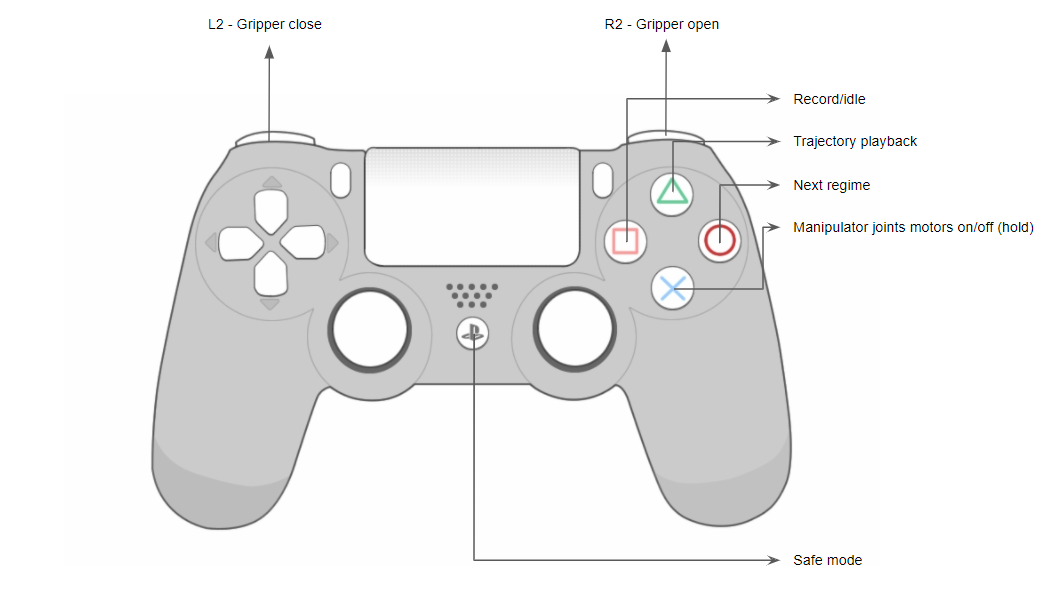 L2 - Gripper close
R2 - Gripper open
Record/idle
Trajectory playback
Next regime
Manipulator joints motors on/off (hold)
Safe mode